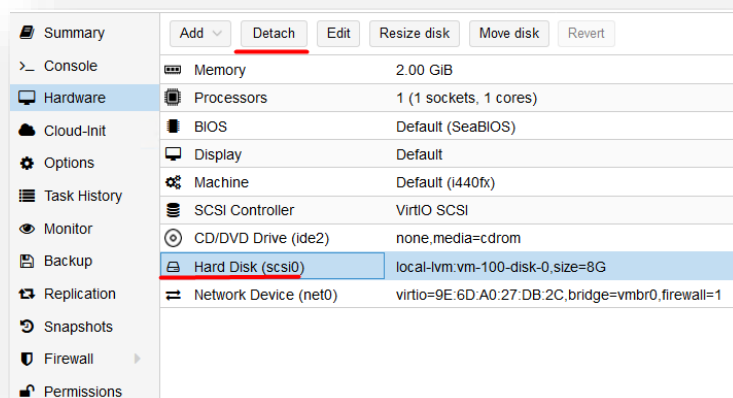 Summary
Console
Hardware
Cloud-Init
Options
Task History
Monitor
Backup
Replication
Snapshots
Firewall
Permissions
Add Detach Edit Resize disk Move disk Revert
Memory 2.00 GiB
Processors 1 (1 sockets, 1 cores)
BIOS Default (SeaBIOS)
Display Default
Machine Default (i440fx)
SCSI Controller VirtIO SCSI
CD/DVD Drive (ide2) none,media=cdrom
Hard Disk (scsi0) local-lvm:vm-100-disk-0,size=8G
Network Device (net0) virtio=9E:6D:A0:27:DB:2C,bridge=vmbr0,firewall=1